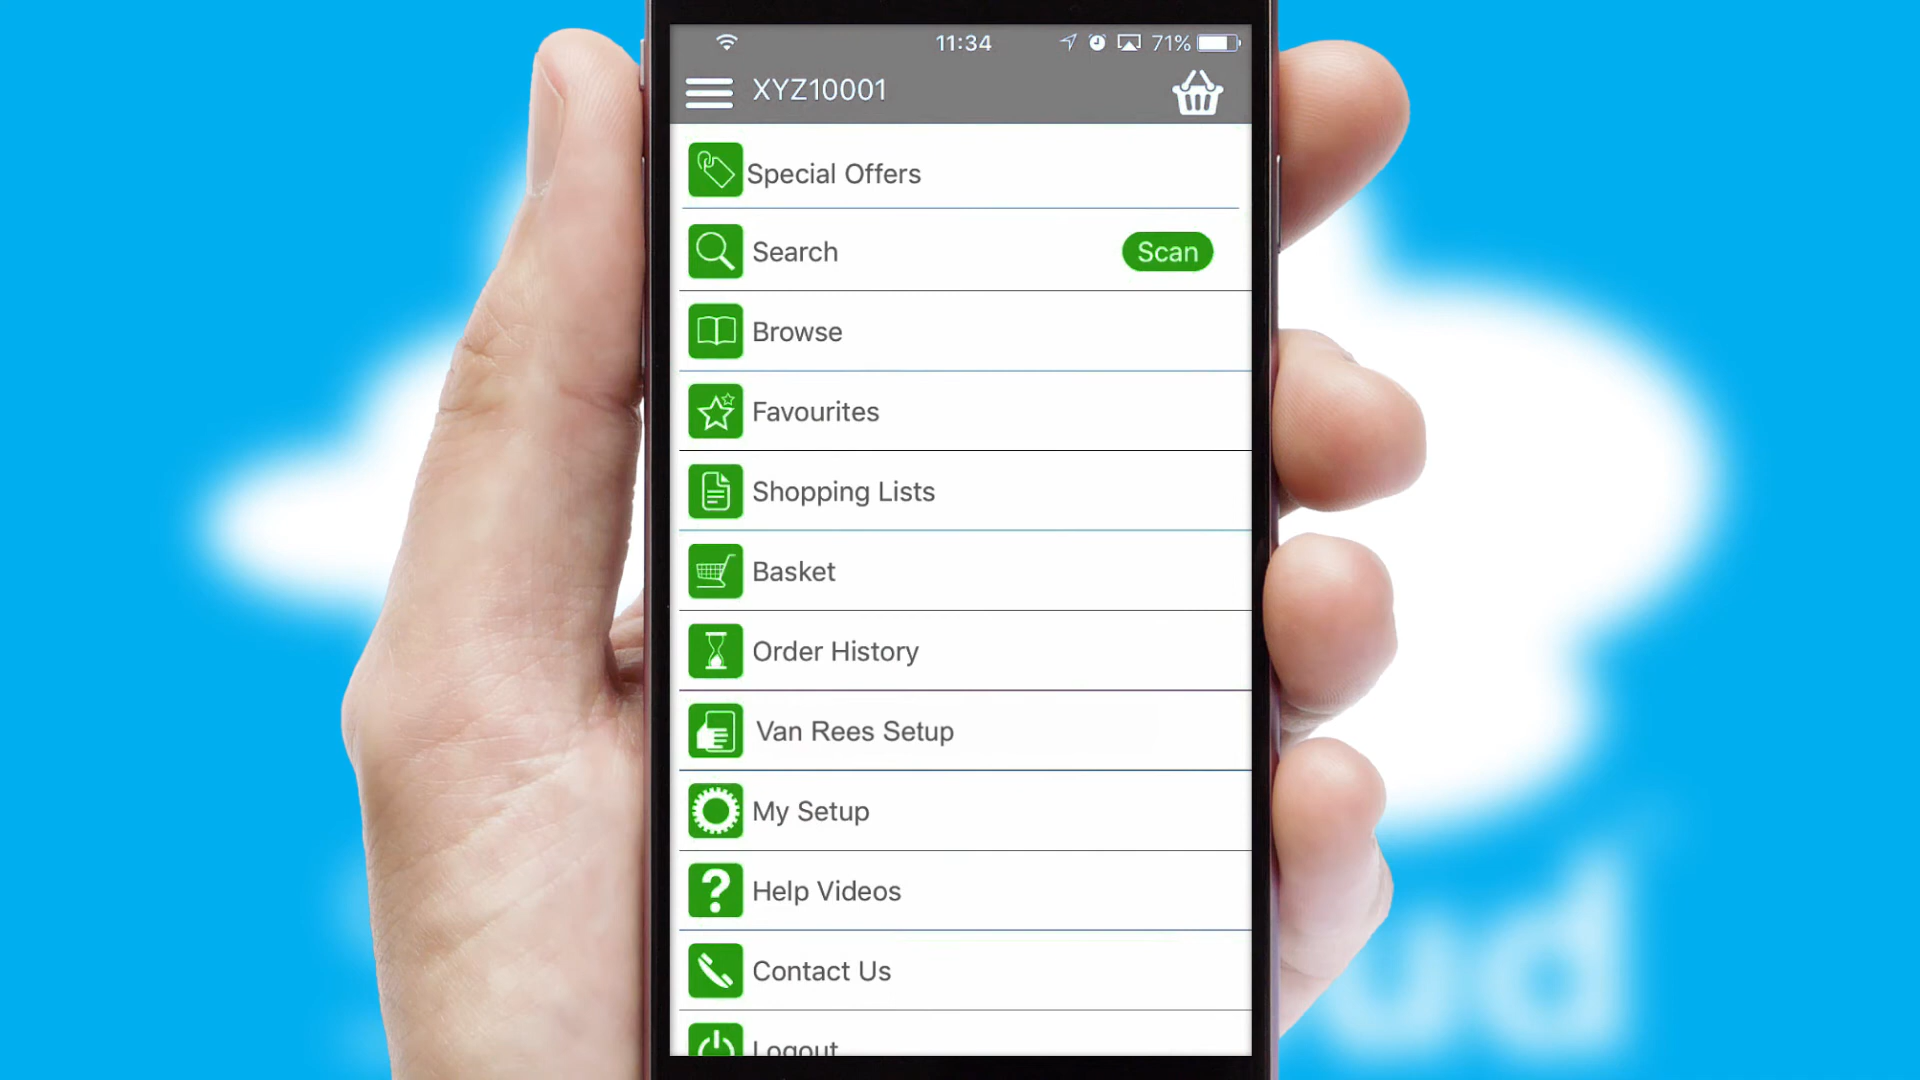 11:34
71%
XYZ10001
Special Offers
Search
Scan
Browse
Favourites
Shopping Lists
Basket
Order History
Van Rees Setup
My Setup
Help Videos
Contact Us
Logout
ud